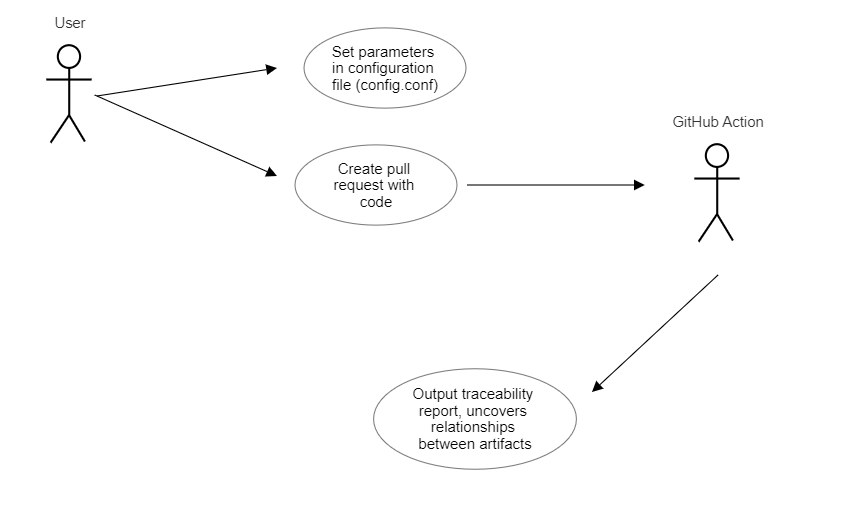 User
Set parameters
in configuration
file (config.conf)
GitHub Action
Create pull
request with
code
Output traceability
report, uncovers
relationships
between artifacts